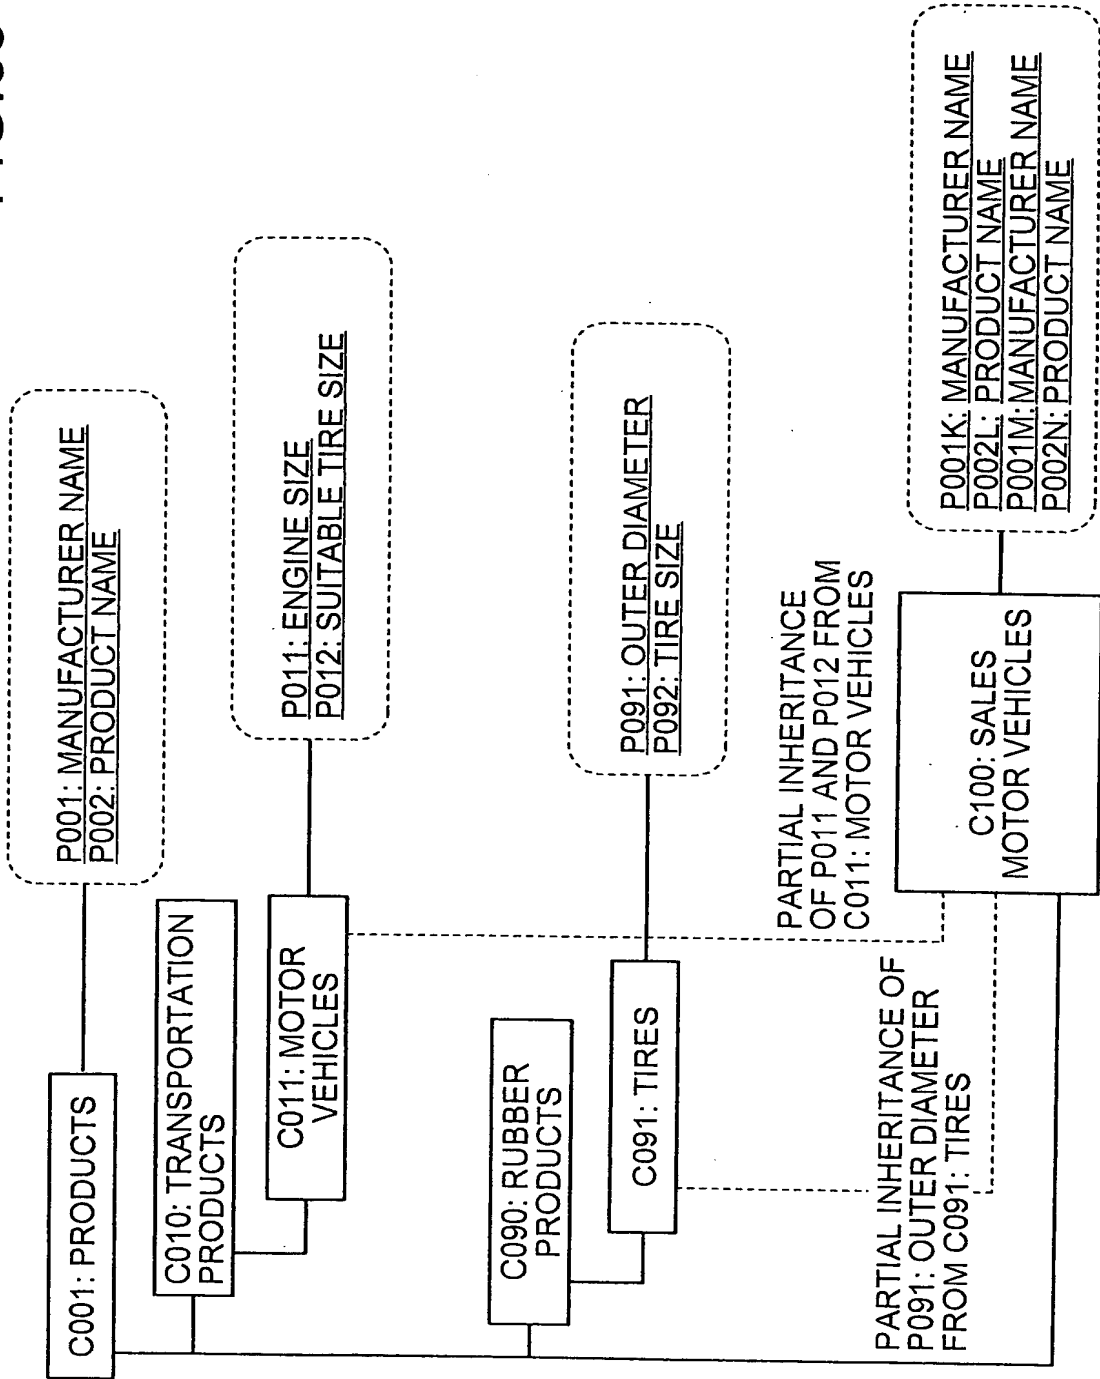 C001: PRODUCTS
P001: MANUFACTURER NAME
P002: PRODUCT NAME
C010: TRANSPORTATION
PRODUCTS
C011: MOTOR
VEHICLES
P011: ENGINE SIZE
P012: SUITABLE TIRE SIZE
C090: RUBBER
PRODUCTS
C091: TIRES
P091: OUTER DIAMETER
P092: TIRE SIZE
PARTIAL INHERITANCE
OF P011 AND P012 FROM
C011: MOTOR VEHICLES
PARTIAL INHERITANCE OF
P091: OUTER DIAMETER
FROM C091: TIRES
C100: SALES
MOTOR VEHICLES
P001K: MANUFACTURER NAME
P002L: PRODUCT NAME
P001M: MANUFACTURER NAME
P002N: PRODUCT NAME